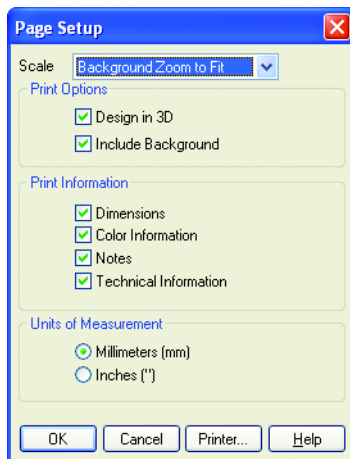 Page Setup
Scale Background Zoom to Fit
Print Options
Design in 3D
Include Background
Print Information
Dimensions
Color Information
Notes
Technical Information
Units of Measurement
Millimeters (mm)
Inches (")
OK Cancel Printer... Help